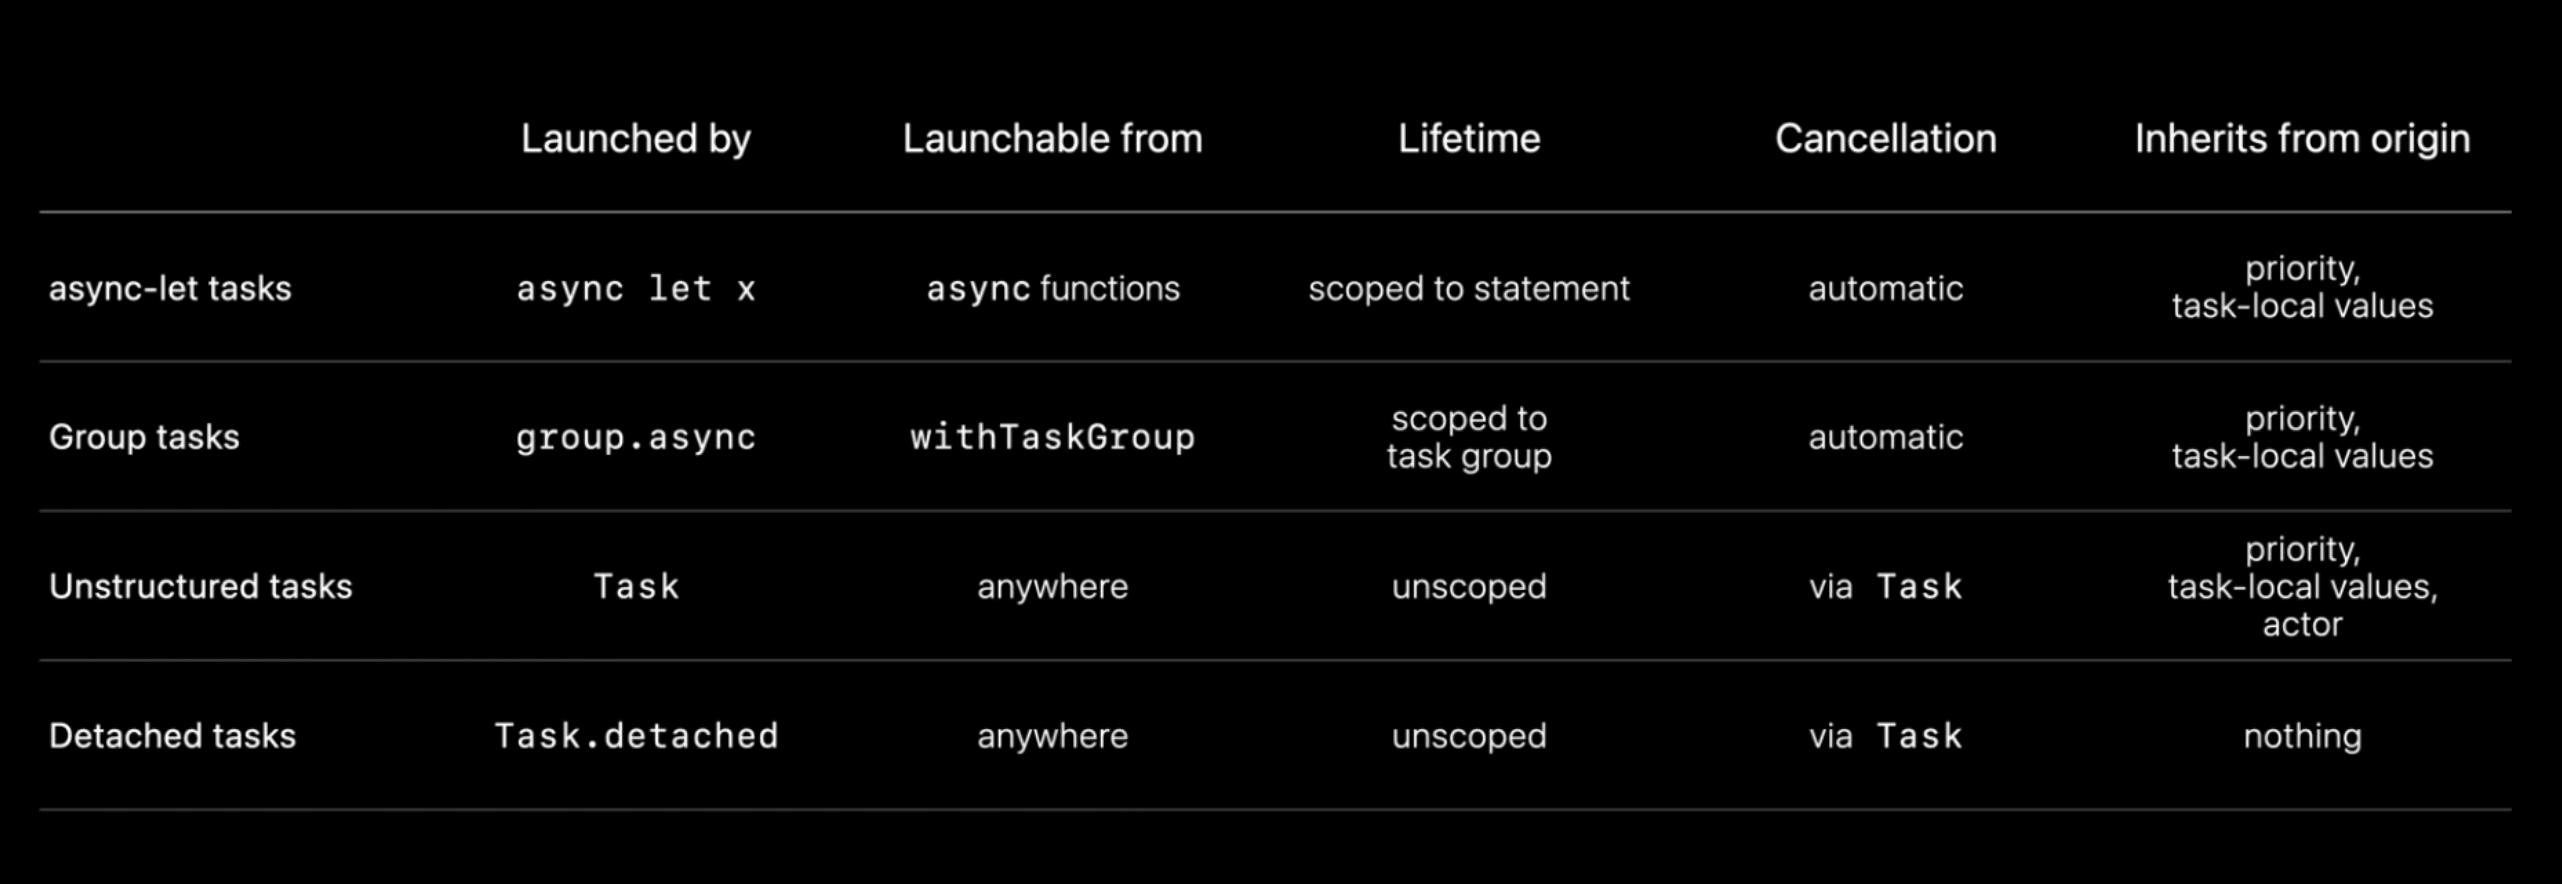 Launched by Launchable from Lifetime Cancellation Inherits from origin
async-let tasks async let x async functions scoped to statement automatic priority,
task-local values
Group tasks group.async withTaskGroup scoped to
task group automatic priority,
task-local values
Unstructured tasks Task anywhere unscoped via Task priority,
task-local values,
actor
Detached tasks Task.detached anywhere unscoped via Task nothing